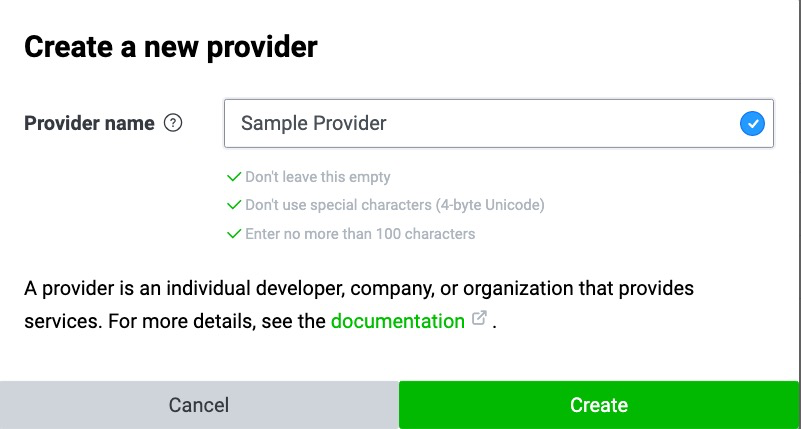 Create a new provider
Provider name ?
Sample Provider
Don't leave this empty
Don't use special characters (4-byte Unicode)
Enter no more than 100 characters
A provider is an individual developer, company, or organization that provides
services. For more details, see the documentation .
Cancel
Create